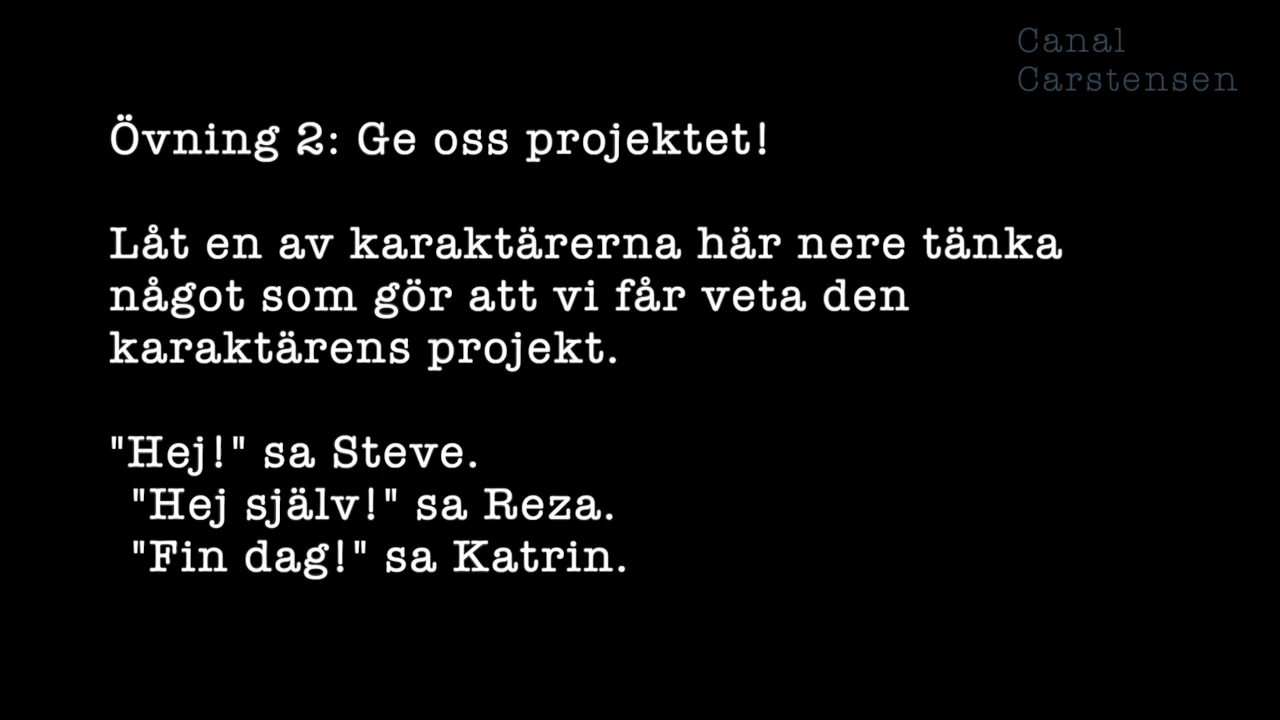 Canal
Carstensen
Övning 2: Ge oss projektet!
Låt en av karaktärerna här nere tänka
något som gör att vi får veta den
karaktärens projekt.
"Hej!" sa Steve.
"Hej själv!" sa Reza.
"Fin dag!" sa Katrin.